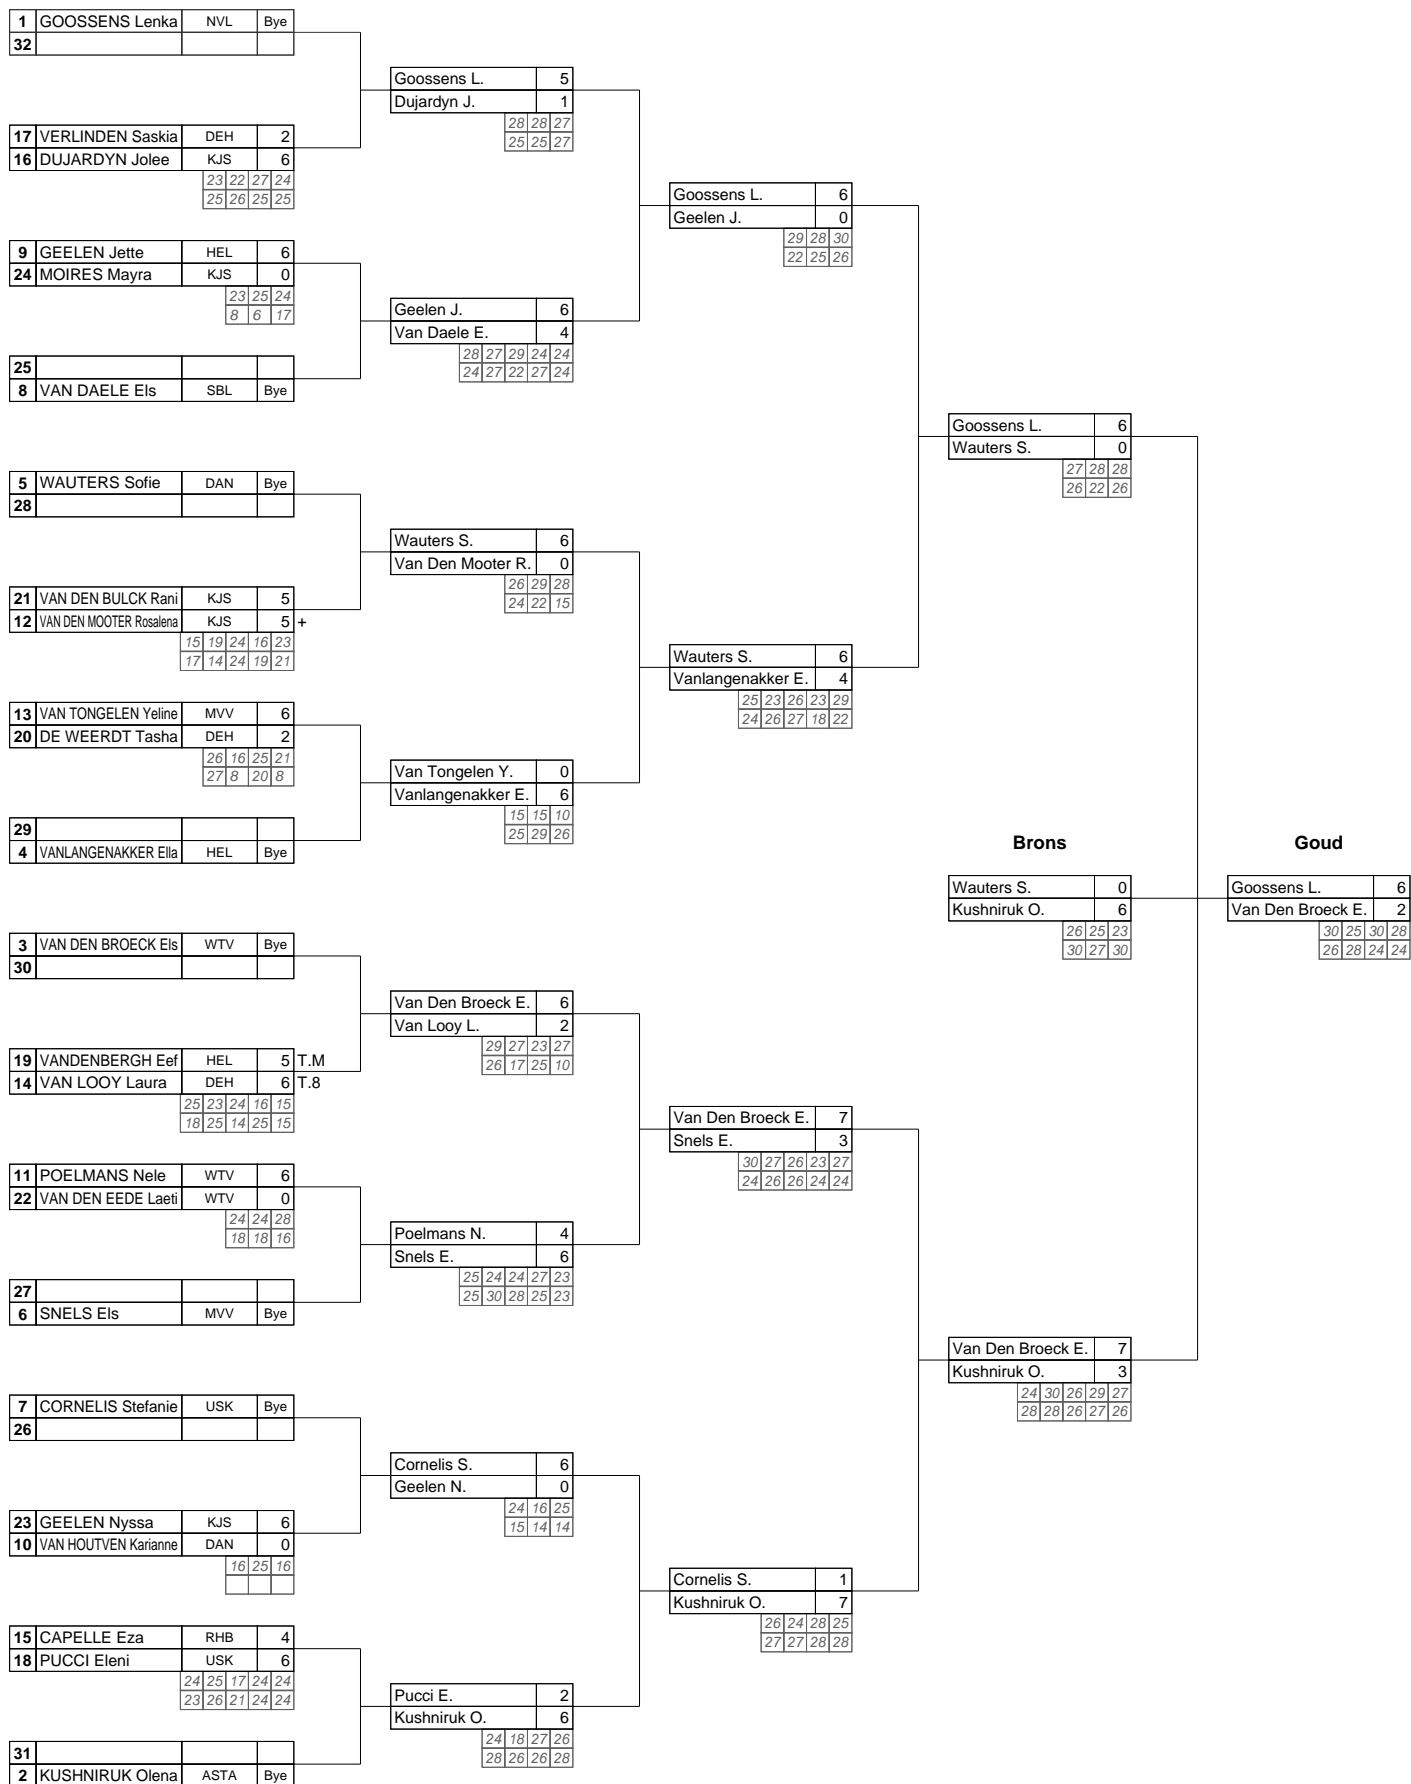 1 GOOSSENS Lenka NVL Bye
32
Goossens L. 5
Dujardyn J. 1
28 28 27
25 25 27
17 VERLINDEN Saskia DEH 2
16 DUJARDYN Jolee KJS 6
23 22 27 24
25 26 25 25
Goossens L. 6
Geelen J. 0
29 28 30
22 25 26
9 GEELEN Jette HEL 6
24 MOIRES Mayra KJS 0
23 25 24
8 6 17
Geelen J. 6
Van Daele E. 4
28 27 29 24 24
24 27 22 27 24
25
8 VAN DAELE Els SBL Bye
Goossens L. 6
Wauters S. 0
27 28 28
26 22 26
5 WAUTERS Sofie DAN Bye
28
Wauters S. 6
Van Den Mooter R. 0
26 29 28
24 22 15
21 VAN DEN BULCK Rani KJS 5
12 VAN DEN MOOTER Rosalena KJS 5 +
15 19 24 16 23
17 14 24 19 21
Wauters S. 6
Vanlangenakker E. 4
25 23 26 23 29
24 26 27 18 22
13 VAN TONGELEN Yeline MVV 6
20 DE WEERDT Tasha DEH 2
26 16 25 21
27 8 20 8
Van Tongelen Y. 0
Vanlangenakker E. 6
15 15 10
25 29 26
29
4 VANLANGENAKKER Ella HEL Bye
Brons Goud
Wauters S. 0
Kushniruk O. 6
26 25 23
30 27 30
Goossens L. 6
Van Den Broeck E. 2
30 25 30 28
26 28 24 24
3 VAN DEN BROECK Els WTV Bye
30
Van Den Broeck E. 6
Van Looy L. 2
29 27 23 27
26 17 25 10
19 VANDENBERGH Eef HEL 5 T.M
14 VAN LOOY Laura DEH 6 T.8
25 23 24 16 15
18 25 14 25 15
Van Den Broeck E. 7
Snels E. 3
30 27 26 23 27
24 26 26 24 24
11 POELMANS Nele WTV 6
22 VAN DEN EEDE Laeti WTV 0
24 24 28
18 18 16
Poelmans N. 4
Snels E. 6
25 24 24 27 23
25 30 28 25 23
27
6 SNELS Els MVV Bye
Van Den Broeck E. 7
Kushniruk O. 3
24 30 26 29 27
28 28 26 27 26
7 CORNELIS Stefanie USK Bye
26
Cornelis S. 6
Geelen N. 0
24 16 25
15 14 14
23 GEELEN Nyssa KJS 6
10 VAN HOUTVEN Karianne DAN 0
16 25 16
Cornelis S. 1
Kushniruk O. 7
26 24 28 25
27 27 28 28
15 CAPELLE Eza RHB 4
18 PUCCI Eleni USK 6
24 25 17 24 24
23 26 21 24 24
Pucci E. 2
Kushniruk O. 6
24 18 27 26
28 26 26 28
31
2 KUSHNIRUK Olena ASTA Bye